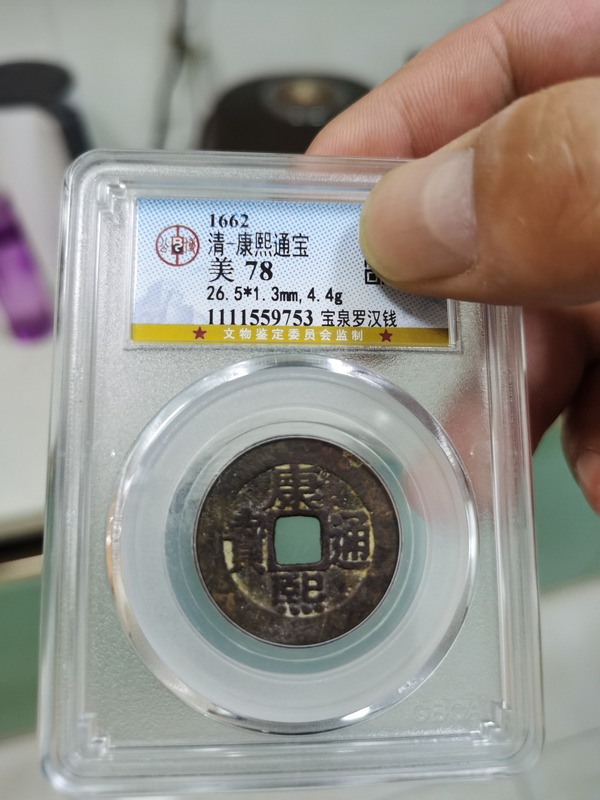 1662
清-康熙通宝
美 78
26.5*1.3mm, 4.4g
1111559753 宝泉罗汉钱
★ 文物鉴定委员会监制 ★
康
寶 通
熙